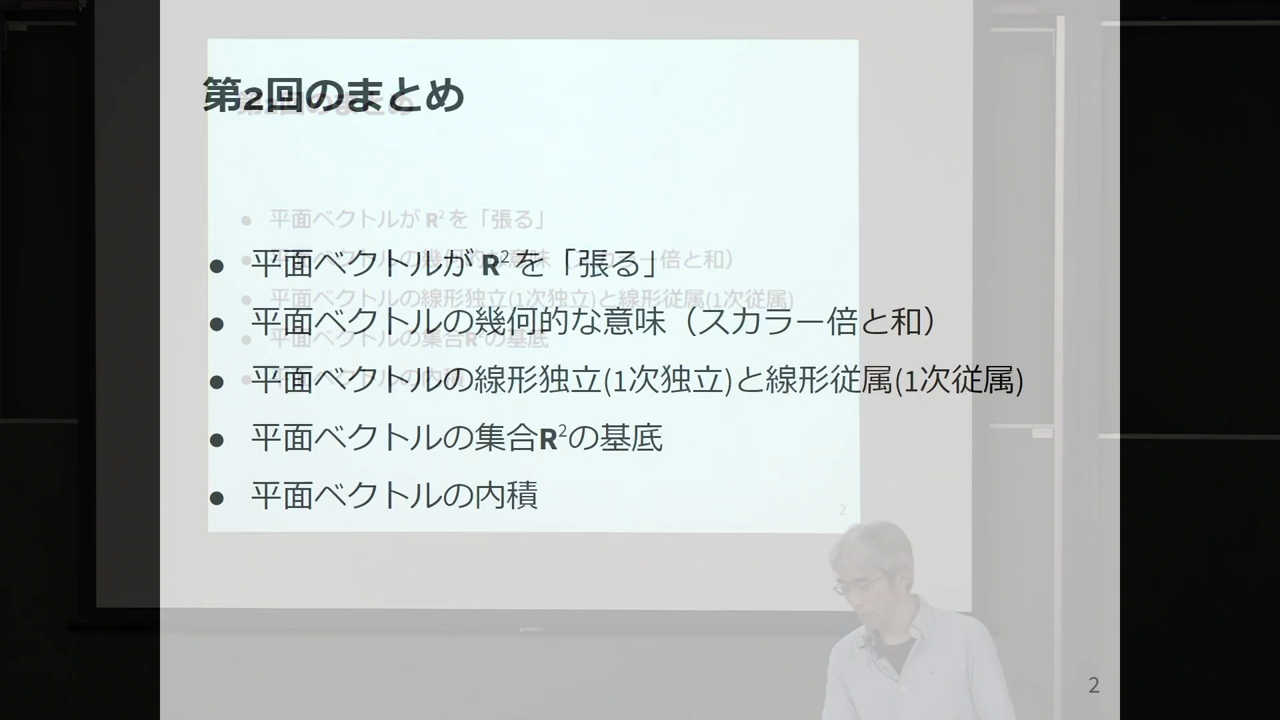 第2回のまとめ
● 平面ベクトルが R²を「張る」
● 平面ベクトルの幾何的な意味（スカラー倍と和）
● 平面ベクトルの線形独立(1次独立)と線形従属(1次従属)
● 平面ベクトルの集合R²の基底
● 平面ベクトルの内積
2